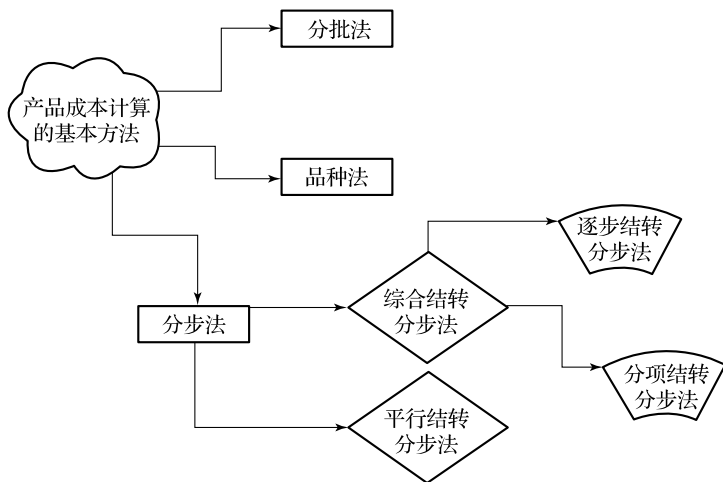 分批法
产品成本计算
的基本方法
品种法
逐步结转
分步法
综合结转
分步法
分步法
分项结转
分步法
平行结转
分步法